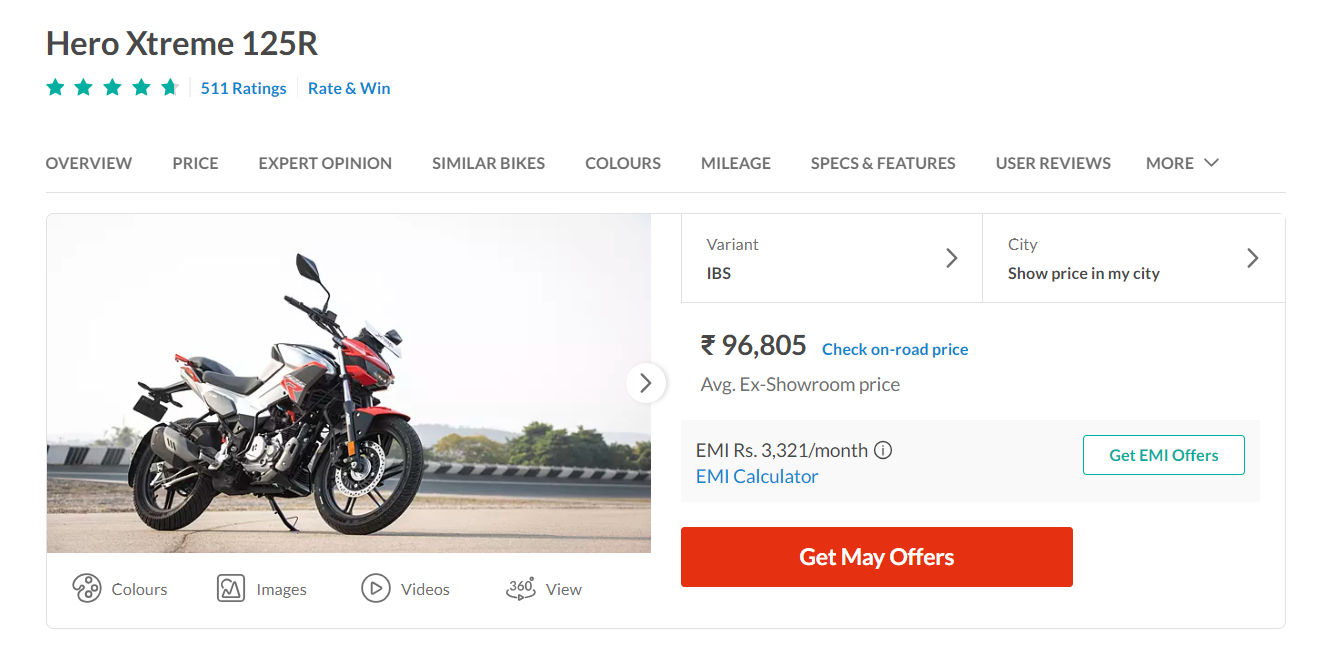 Hero Xtreme 125R
511 Ratings Rate & Win
OVERVIEW PRICE EXPERT OPINION SIMILAR BIKES COLOURS MILEAGE SPECS & FEATURES USER REVIEWS MORE
Variant
IBS
City
Show price in my city
₹ 96,805 Check on-road price
Avg. Ex-Showroom price
EMI Rs. 3,321/month
EMI Calculator
Get EMI Offers
Get May Offers
Colours Images Videos 360° View